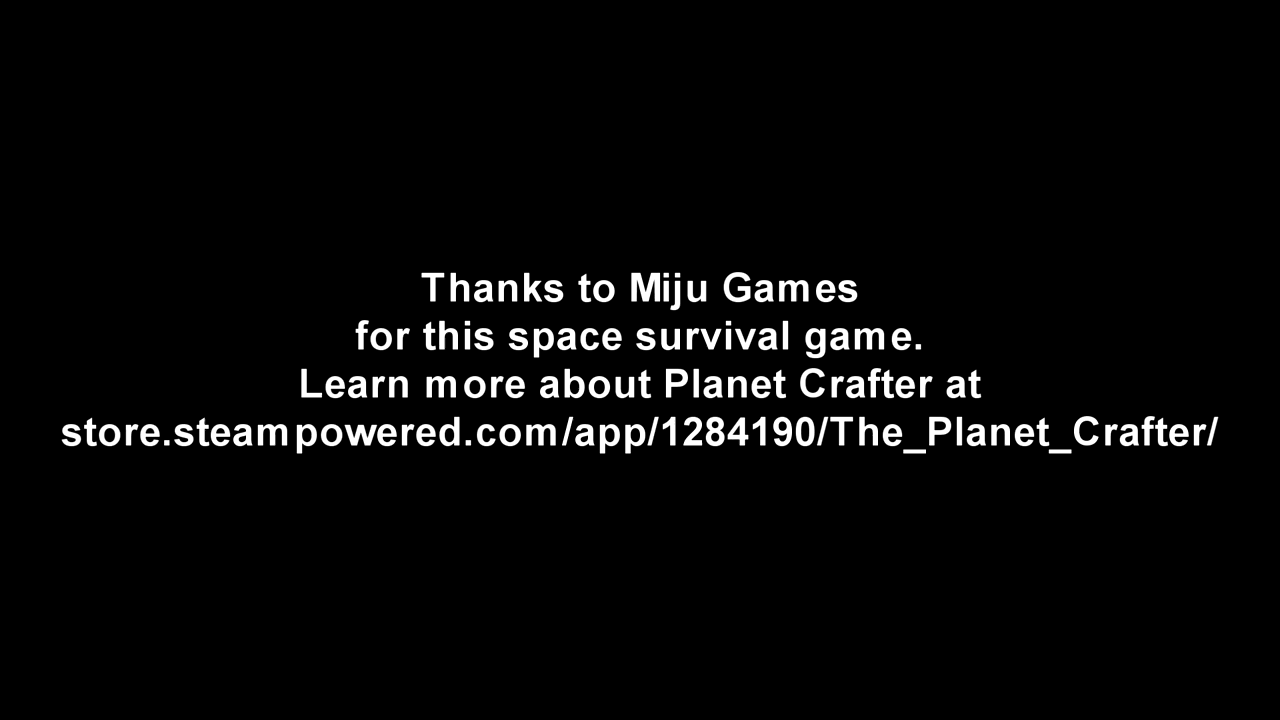 Thanks to Miju Games
for this space survival game.
Learn more about Planet Crafter at
store.steampowered.com/app/1284190/The_Planet_Crafter/